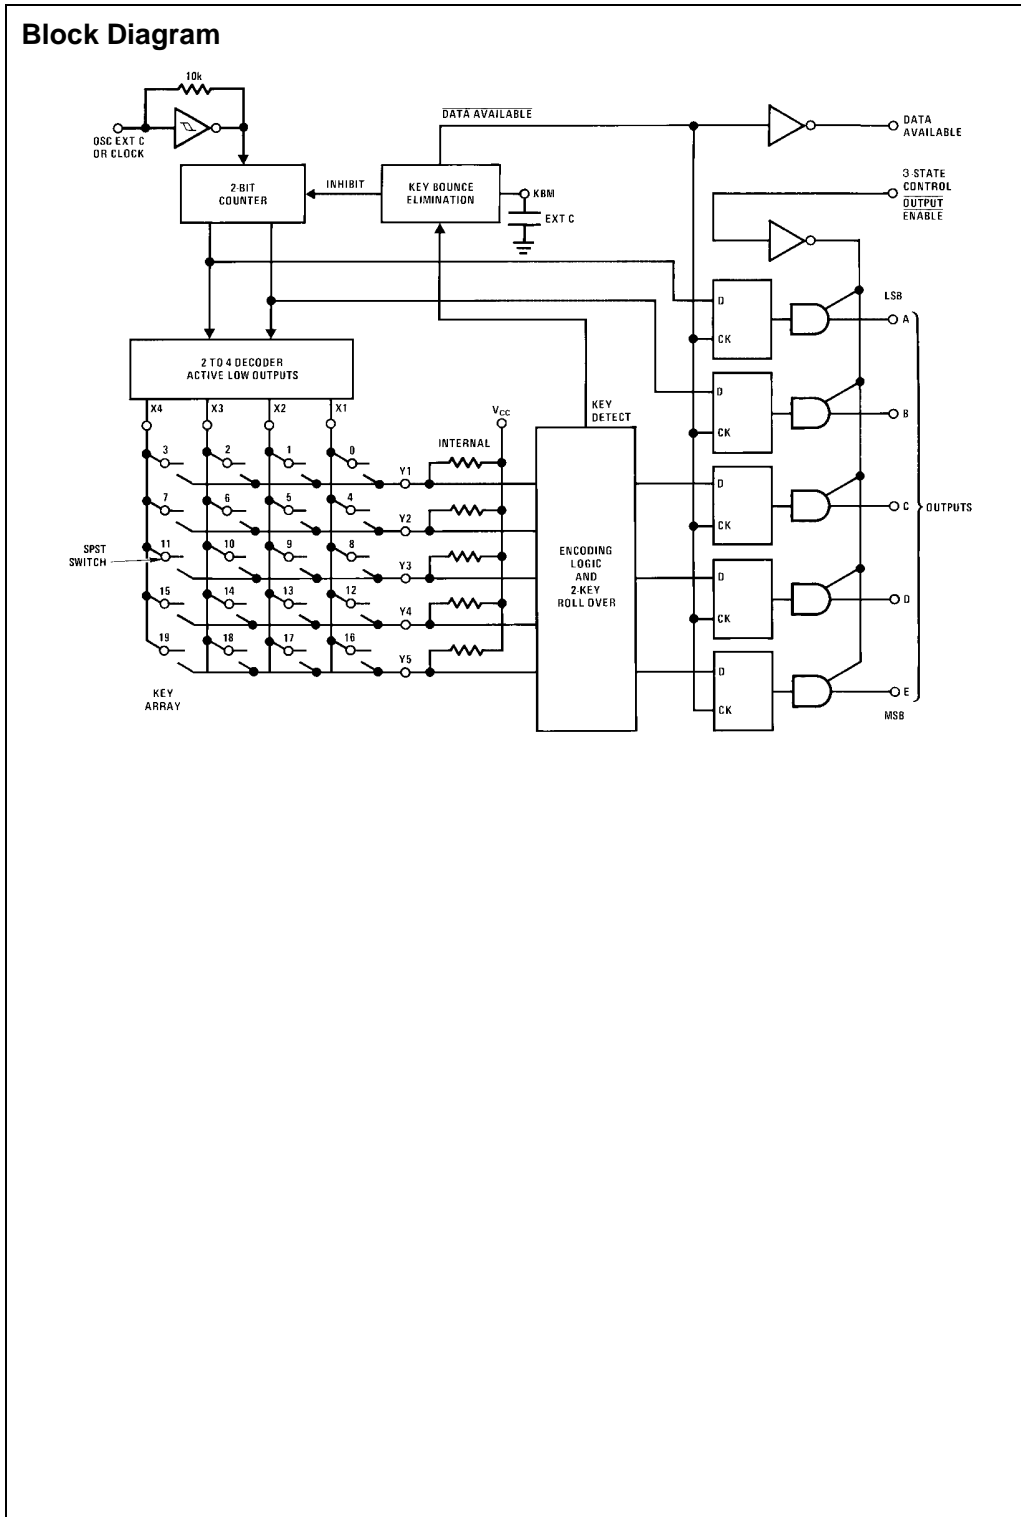 Block Diagram
10k
OSC EXT C
OR CLOCK
2-BIT
COUNTER
INHIBIT
DATA AVAILABLE
KEY BOUNCE
ELIMINATION
KBM
EXT C
DATA
AVAILABLE
3-STATE
CONTROL
OUTPUT
ENABLE
2 TO 4 DECODER
ACTIVE LOW OUTPUTS
X4 X3 X2 X1
VCC
INTERNAL
KEY
DETECT
3 2 1 0 Y1
7 6 5 4 Y2
SPST
SWITCH
11 10 9 8 Y3
15 14 13 12 Y4
19 18 17 16 Y5
KEY
ARRAY
ENCODING
LOGIC
AND
2-KEY
ROLL OVER
D
CK
LSB
A
D
CK
B
D
CK
C
OUTPUTS
D
CK
D
D
CK
E
MSB